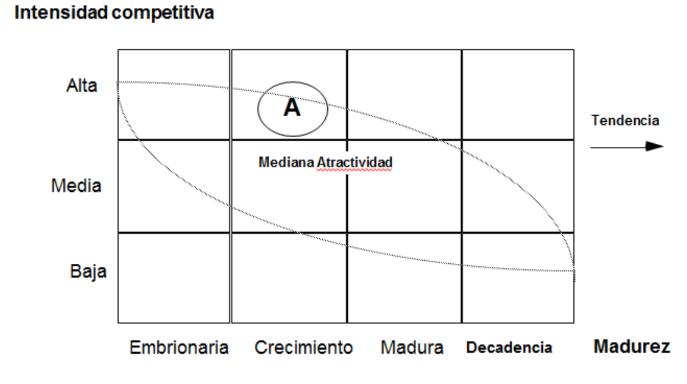 Intensidad competitiva
Alta
A
Tendencia
Mediana Atractividad
Media
Baja
Embrionaria Crecimiento Madura Decadencia Madurez